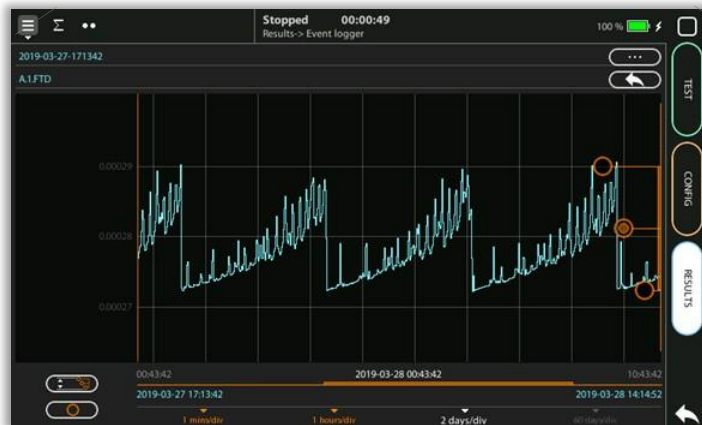 Σ
Stopped 00:00:49
Results-> Event logger
100 %
2019-03-27-171342
...
A.1.FTD
TEST
CONFIG
RESULTS
0.00029
0.00028
0.00027
00:43:42 2019-03-28 00:43:42 10:43:42
2019-03-27 17:13:42 2019-03-28 14:14:52
1 mins/div 1 hours/div 2 days/div 60 days/div